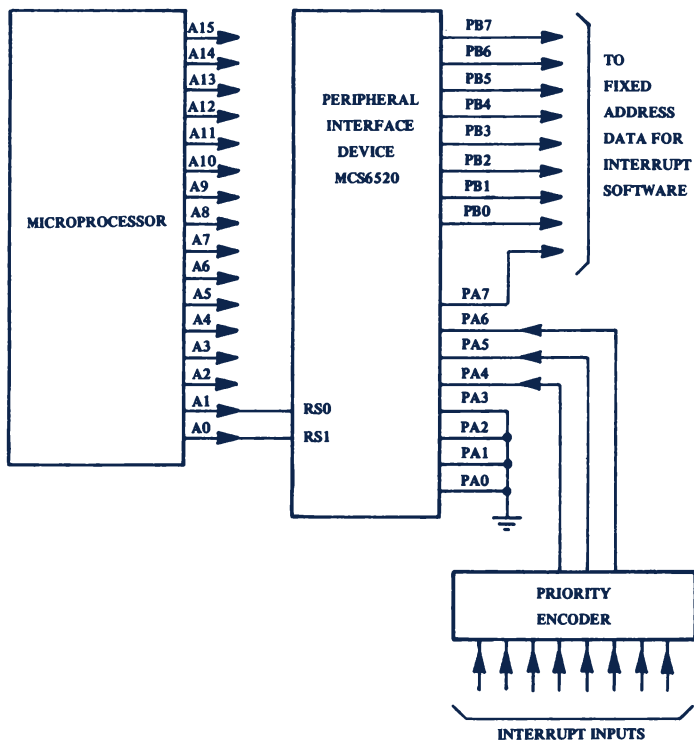 A15
A14
A13
A12
A11
A10
A9
A8
A7
A6
A5
A4
A3
A2
A1
A0
MICROPROCESSOR
PERIPHERAL
INTERFACE
DEVICE
MCS6520
RS0
RS1
PB7
PB6
PB5
PB4
PB3
PB2
PB1
PB0
PA7
PA6
PA5
PA4
PA3
PA2
PA1
PA0
TO
FIXED
ADDRESS
DATA FOR
INTERRUPT
SOFTWARE
PRIORITY
ENCODER
INTERRUPT INPUTS